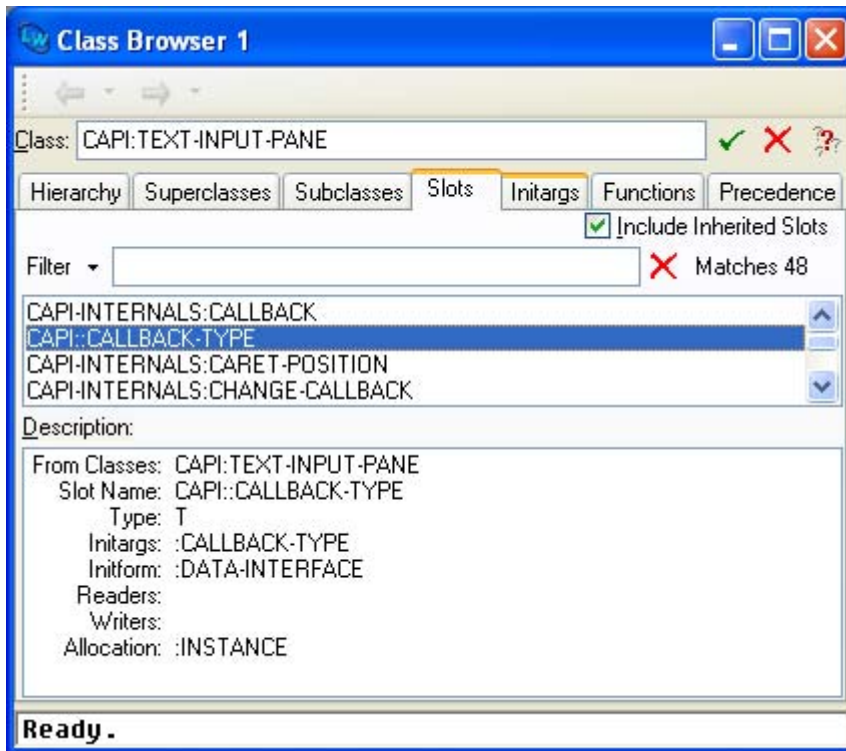 Class Browser 1
Class: CAPI:TEXT-INPUT-PANE
Hierarchy Superclasses Subclasses Slots Initargs Functions Precedence
Include Inherited Slots
Filter Matches 48
CAPI-INTERNALS:CALLBACK
CAPI::CALLBACK-TYPE
CAPI-INTERNALS:CARET-POSITION
CAPI-INTERNALS:CHANGE-CALLBACK
Description:
From Classes: CAPI:TEXT-INPUT-PANE
Slot Name: CAPI::CALLBACK-TYPE
Type: T
Initargs: :CALLBACK-TYPE
Initform: :DATA-INTERFACE
Readers:
Writers:
Allocation: :INSTANCE
Ready.